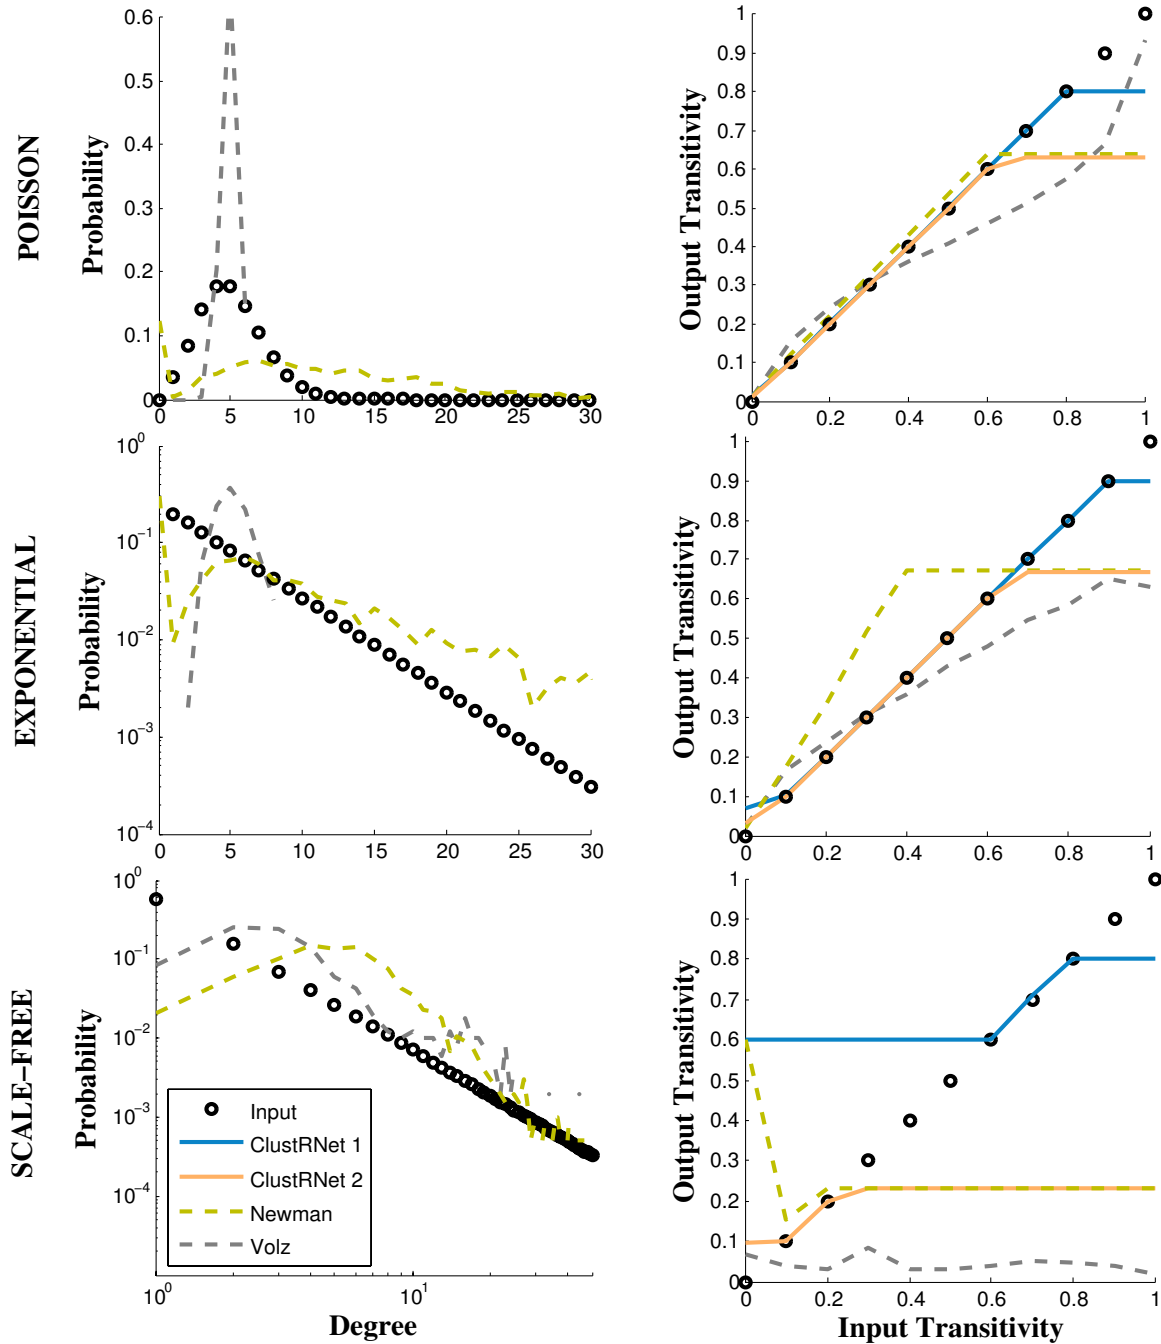 POISSON
Probability
0.6
0.5
0.4
0.3
0.2
0.1
0
0 5 10 15 20 25 30
Output Transitivity
1
0.9
0.8
0.7
0.6
0.5
0.4
0.3
0.2
0.1
0
0 0.2 0.4 0.6 0.8 1
EXPONENTIAL
Probability
10^0
10^-1
10^-2
10^-3
10^-4
0 5 10 15 20 25 30
Output Transitivity
1
0.9
0.8
0.7
0.6
0.5
0.4
0.3
0.2
0.1
0
0 0.2 0.4 0.6 0.8 1
SCALE-FREE
Probability
10^0
10^-1
10^-2
10^-3
10^-4
Input
ClustRNet 1
ClustRNet 2
Newman
Volz
10^0 10^1
Degree
Output Transitivity
1
0.9
0.8
0.7
0.6
0.5
0.4
0.3
0.2
0.1
0
0 0.2 0.4 0.6 0.8 1
Input Transitivity